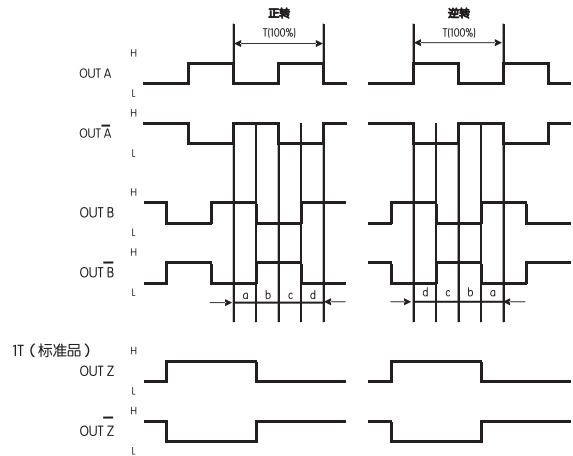 正转 逆转
T(100%) T(100%)
H
OUT A
L
H
OUT A̅
L
H
OUT B
L
H
OUT B̅
L
a b c d d c b a
1T（标准品）
H
OUT Z
L
H
OUT Z̅
L